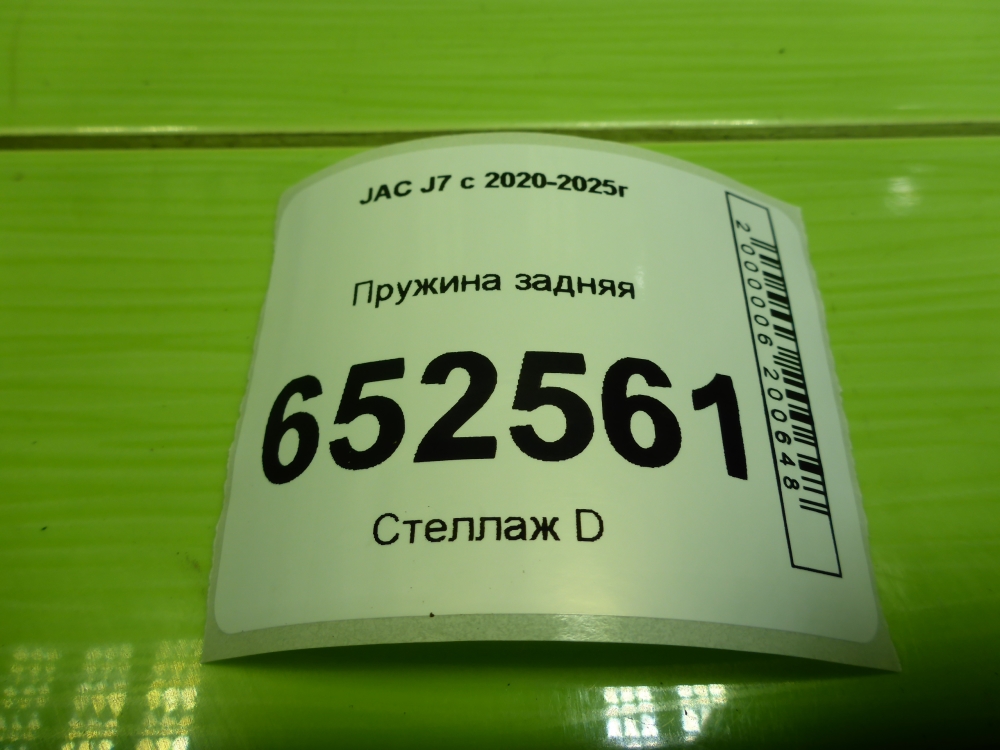 JAC J7 с 2020-2025г
Пружина задняя
652561
Стеллаж D
2000006200648